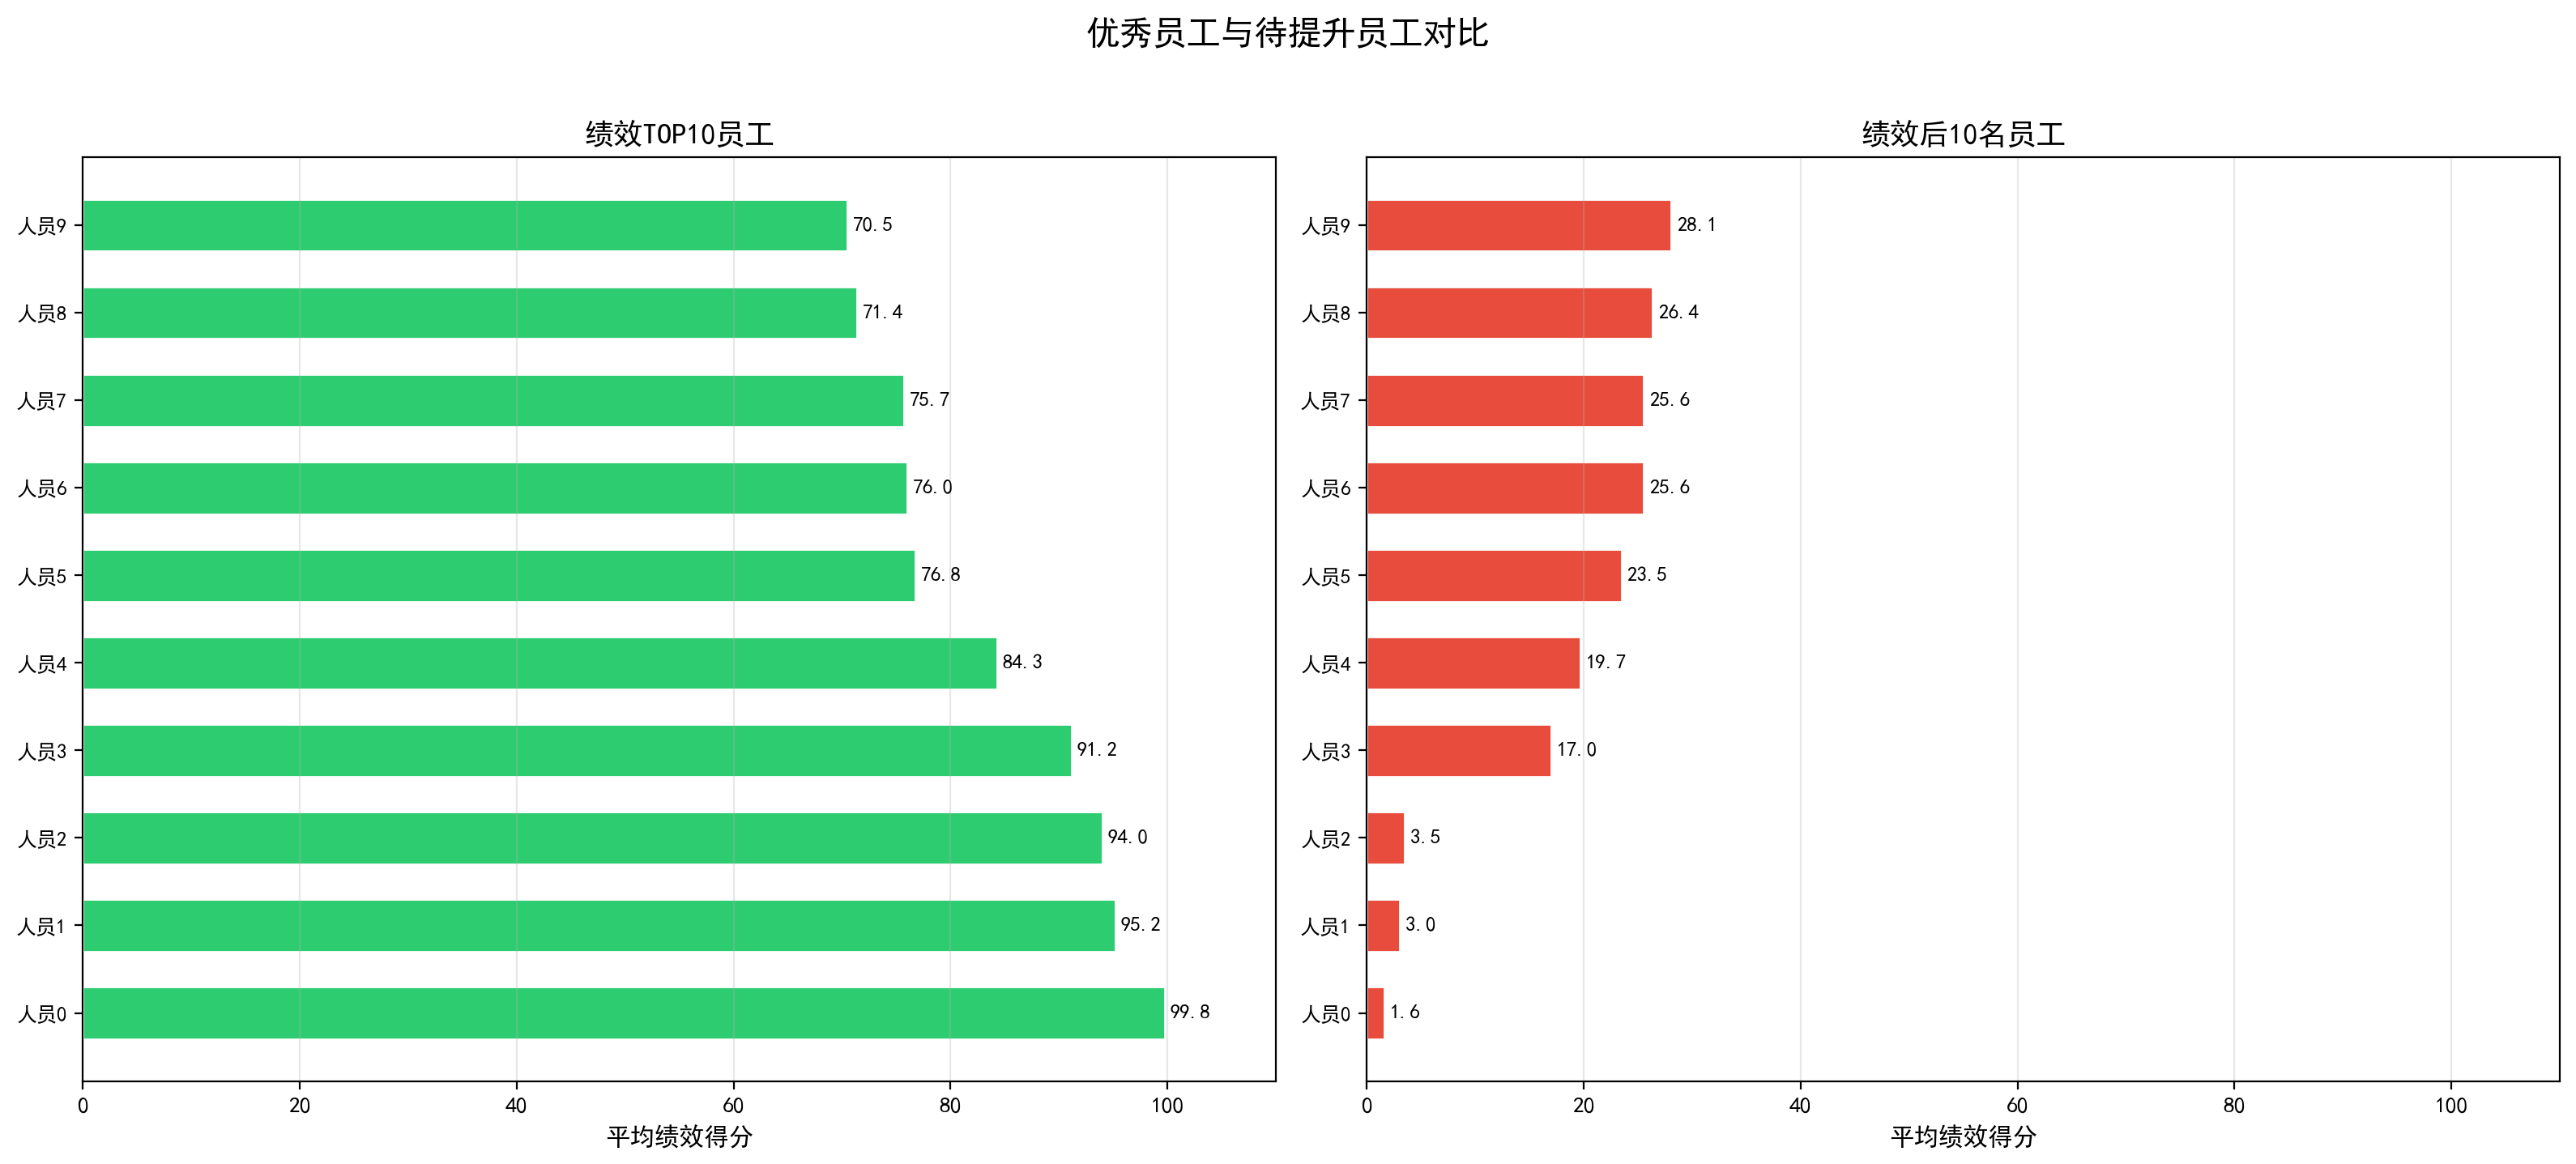 优秀员工与待提升员工对比
绩效TOP10员工
人员9
70.5
人员8
71.4
人员7
75.7
人员6
76.0
人员5
76.8
人员4
84.3
人员3
91.2
人员2
94.0
人员1
95.2
人员0
99.8
0 20 40 60 80 100
平均绩效得分
绩效后10名员工
人员9
28.1
人员8
26.4
人员7
25.6
人员6
25.6
人员5
23.5
人员4
19.7
人员3
17.0
人员2
3.5
人员1
3.0
人员0
1.6
0 20 40 60 80 100
平均绩效得分